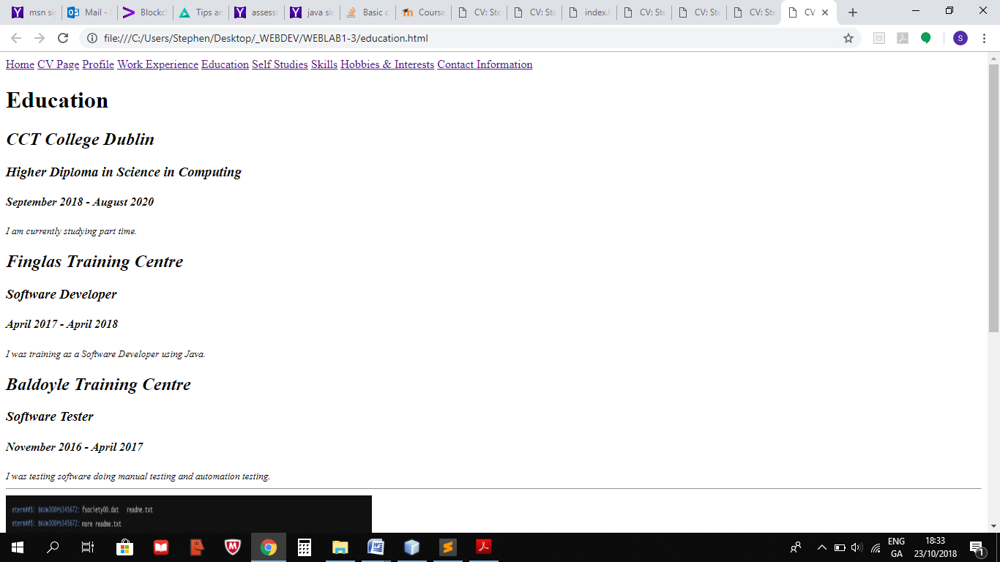 msn si
Mail -
Blockc
Tips ar
assess
java si
Basic c
Course
CV: Ste
CV: Ste
index.
CV: Ste
CV: Ste
CV: Ste
CV
file:///C:/Users/Stephen/Desktop/_WEBDEV/WEBLAB1-3/education.html
S
Home CV Page Profile Work Experience Education Self Studies Skills Hobbies & Interests Contact Information
Education
CCT College Dublin
Higher Diploma in Science in Computing
September 2018 - August 2020
I am currently studying part time.
Finglas Training Centre
Software Developer
April 2017 - April 2018
I was training as a Software Developer using Java.
Baldoyle Training Centre
Software Tester
November 2016 - April 2017
I was testing software doing manual testing and automation testing.
fsociety00.dat readme.txt
more readme.txt
ENG
GA
18:33
23/10/2018
1